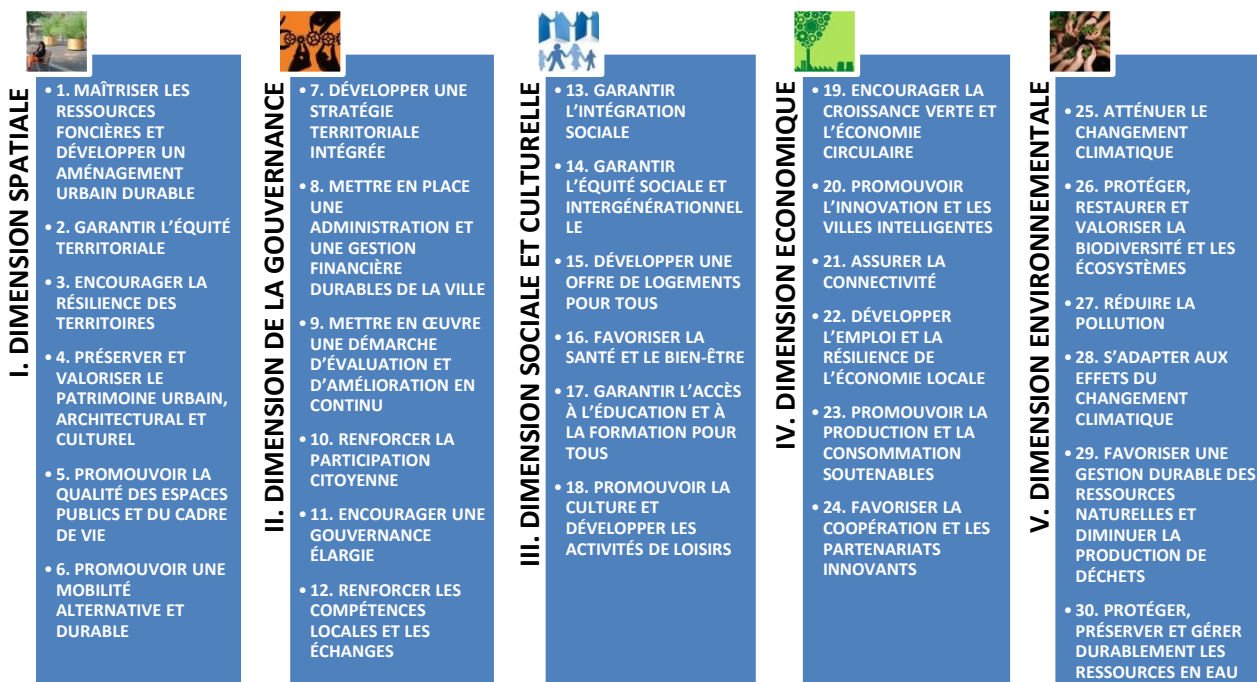 I. DIMENSION SPATIALE
• 1. MAÎTRISER LES
RESSOURCES
FONCIÈRES ET
DÉVELOPPER UN
AMÉNAGEMENT
URBAIN DURABLE
• 2. GARANTIR L'ÉQUITÉ
TERRITORIALE
• 3. ENCOURAGER LA
RÉSILIENCE DES
TERRITOIRES
• 4. PRÉSERVER ET
VALORISER LE
PATRIMOINE URBAIN,
ARCHITECTURAL ET
CULTUREL
• 5. PROMOUVOIR LA
QUALITÉ DES ESPACES
PUBLICS ET DU CADRE
DE VIE
• 6. PROMOUVOIR UNE
MOBILITÉ
ALTERNATIVE ET
DURABLE
II. DIMENSION DE LA GOUVERNANCE
• 7. DÉVELOPPER UNE
STRATÉGIE
TERRITORIALE
INTÉGRÉE
• 8. METTRE EN PLACE
UNE
ADMINISTRATION ET
UNE GESTION
FINANCIÈRE
DURABLES DE LA VILLE
• 9. METTRE EN ŒUVRE
UNE DÉMARCHE
D'ÉVALUATION ET
D'AMÉLIORATION EN
CONTINU
• 10. RENFORCER LA
PARTICIPATION
CITOYENNE
• 11. ENCOURAGER UNE
GOUVERNANCE
ÉLARGIE
• 12. RENFORCER LES
COMPÉTENCES
LOCALES ET LES
ÉCHANGES
III. DIMENSION SOCIALE ET CULTURELLE
• 13. GARANTIR
L'INTÉGRATION
SOCIALE
• 14. GARANTIR
L'ÉQUITÉ SOCIALE ET
INTERGÉNÉRATIONNEL
LE
• 15. DÉVELOPPER UNE
OFFRE DE LOGEMENTS
POUR TOUS
• 16. FAVORISER LA
SANTÉ ET LE BIEN-ÊTRE
• 17. GARANTIR L'ACCÈS
À L'ÉDUCATION ET À
LA FORMATION POUR
TOUS
• 18. PROMOUVOIR LA
CULTURE ET
DÉVELOPPER LES
ACTIVITÉS DE LOISIRS
IV. DIMENSION ECONOMIQUE
• 19. ENCOURAGER LA
CROISSANCE VERTE ET
L'ÉCONOMIE
CIRCULAIRE
• 20. PROMOUVOIR
L'INNOVATION ET LES
VILLES INTELLIGENTES
• 21. ASSURER LA
CONNECTIVITÉ
• 22. DÉVELOPPER
L'EMPLOI ET LA
RÉSILIENCE DE
L'ÉCONOMIE LOCALE
• 23. PROMOUVOIR LA
PRODUCTION ET LA
CONSOMMATION
SOUTENABLES
• 24. FAVORISER LA
COOPÉRATION ET LES
PARTENARIATS
INNOVANTS
V. DIMENSION ENVIRONNEMENTALE
• 25. ATTÉNUER LE
CHANGEMENT
CLIMATIQUE
• 26. PROTÉGER,
RESTAURER ET
VALORISER LA
BIODIVERSITÉ ET LES
ÉCOSYSTÈMES
• 27. RÉDUIRE LA
POLLUTION
• 28. S'ADAPTER AUX
EFFETS DU
CHANGEMENT
CLIMATIQUE
• 29. FAVORISER UNE
GESTION DURABLE DES
RESSOURCES
NATURELLES ET
DIMINUER LA
PRODUCTION DE
DÉCHETS
• 30. PROTÉGER,
PRÉSERVER ET GÉRER
DURABLEMENT LES
RESSOURCES EN EAU